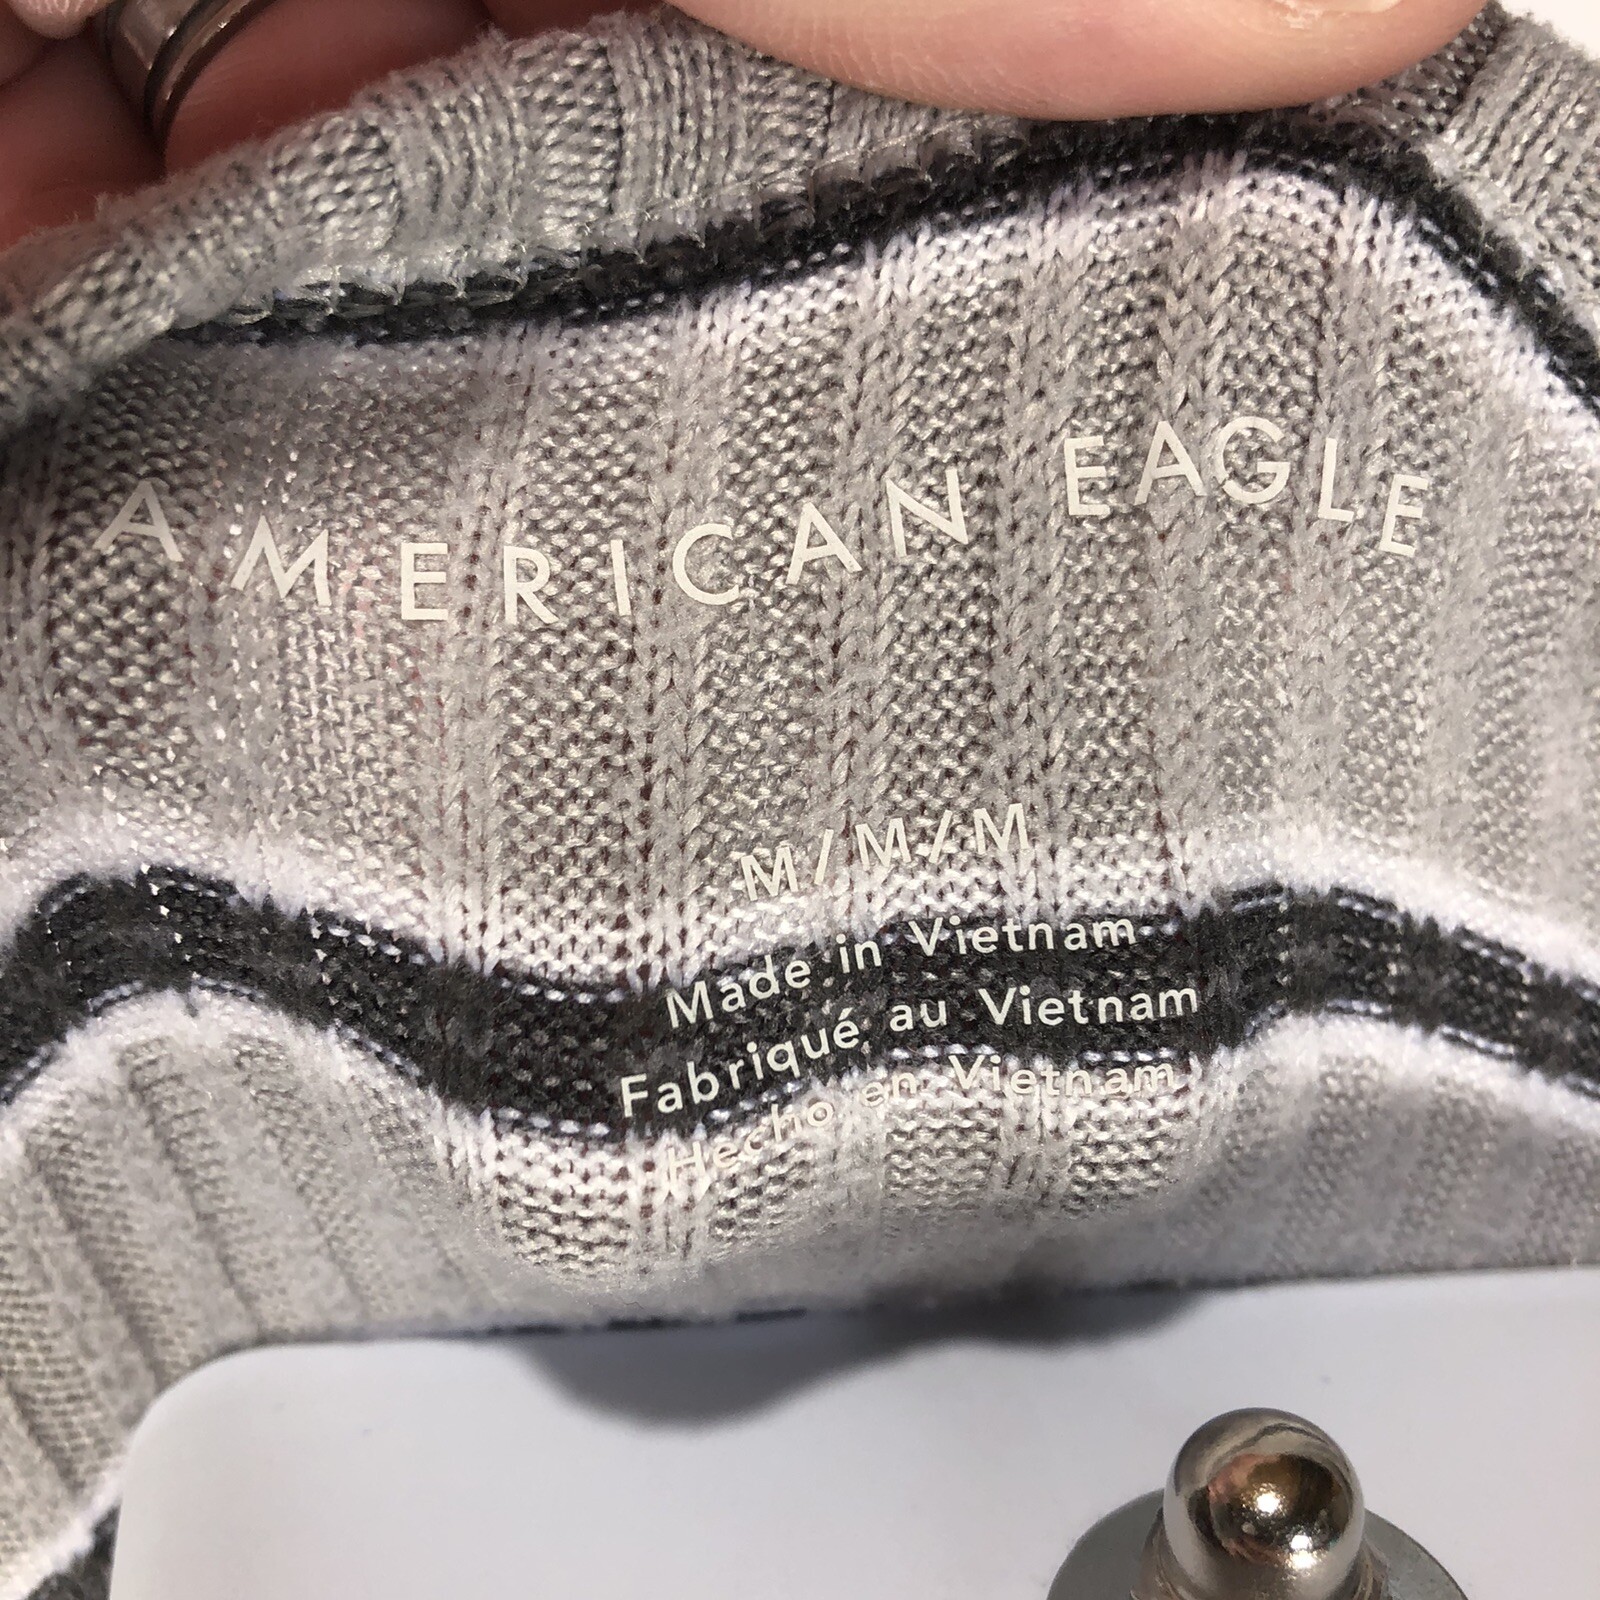 AMERICAN EAGLE
M/M/M
Made in Vietnam
Fabriqué au Vietnam
Hecho en Vietnam